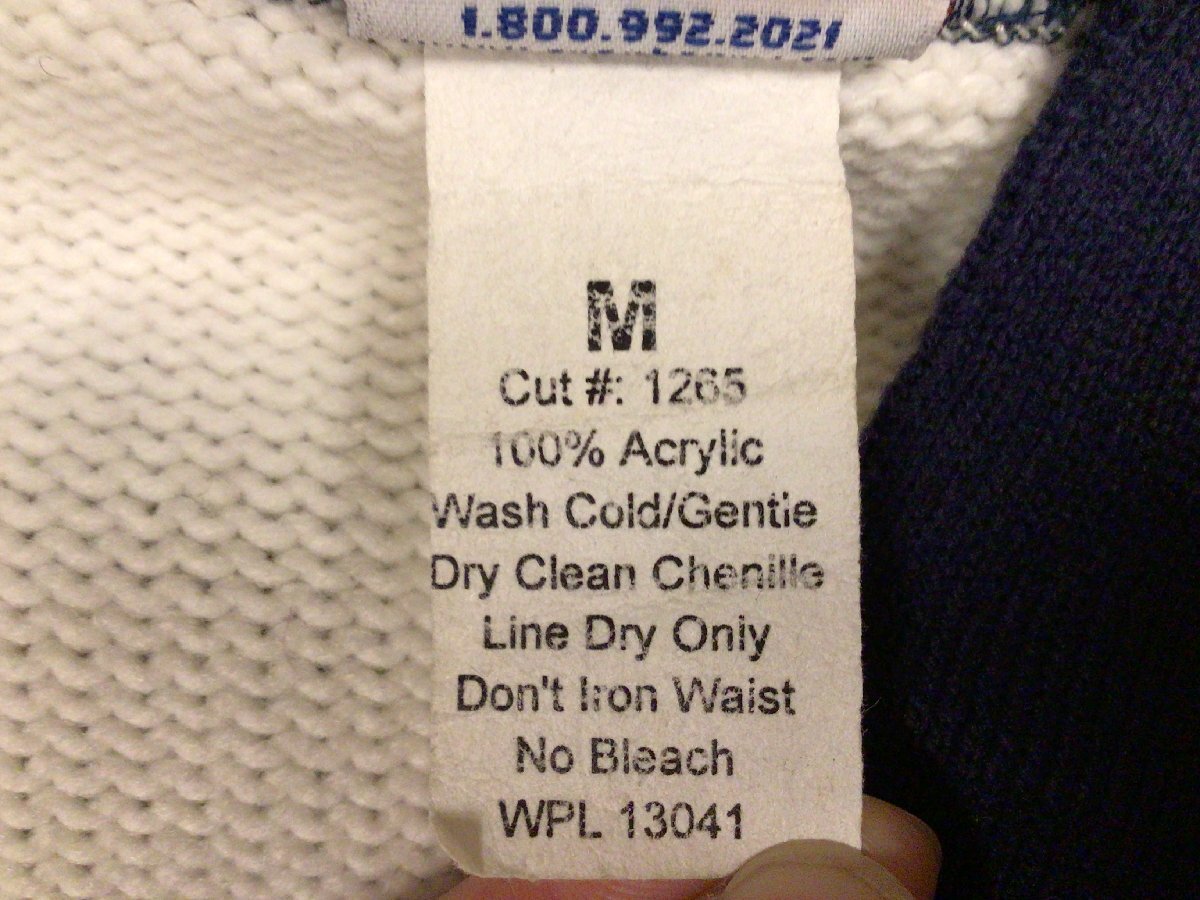 1.800.992.2021
M
Cut #: 1265
100% Acrylic
Wash Cold/Gentle
Dry Clean Chenille
Line Dry Only
Don't Iron Waist
No Bleach
WPL 13041